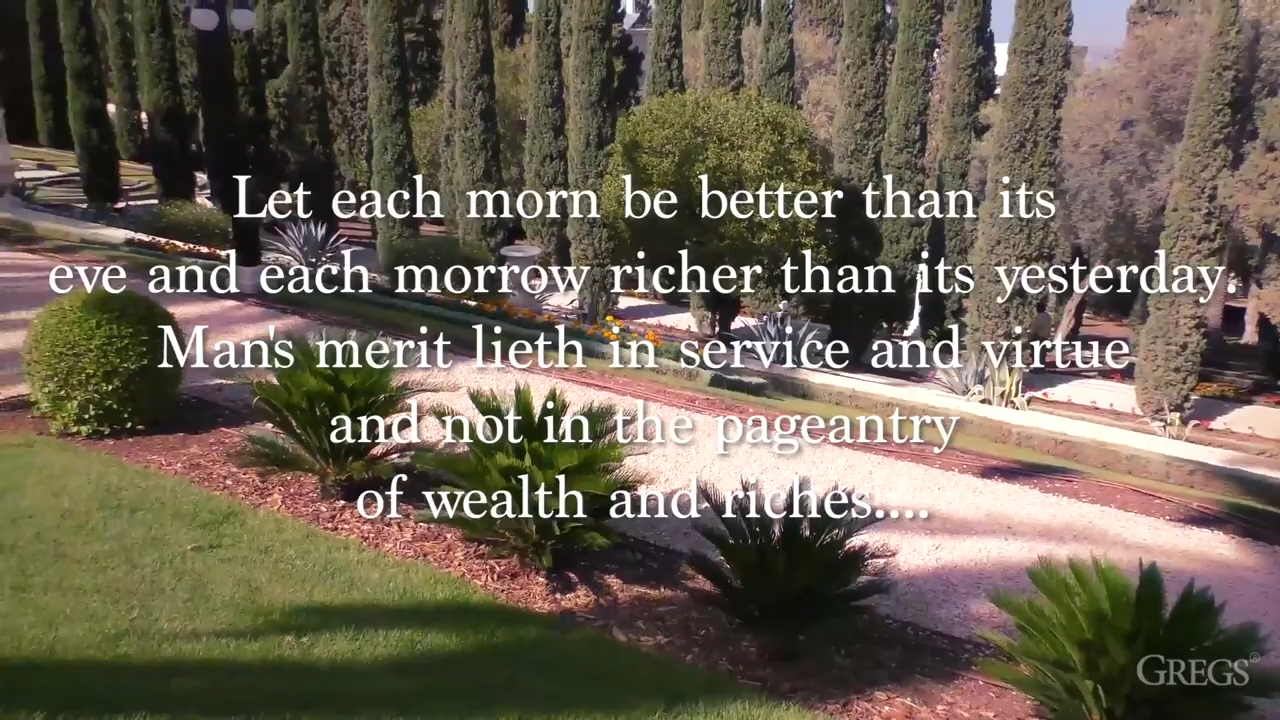 Let each morn be better than its
eve and each morrow richer than its yesterday.
Man's merit lieth in service and virtue
and not in the pageantry
of wealth and riches....
GREGS®